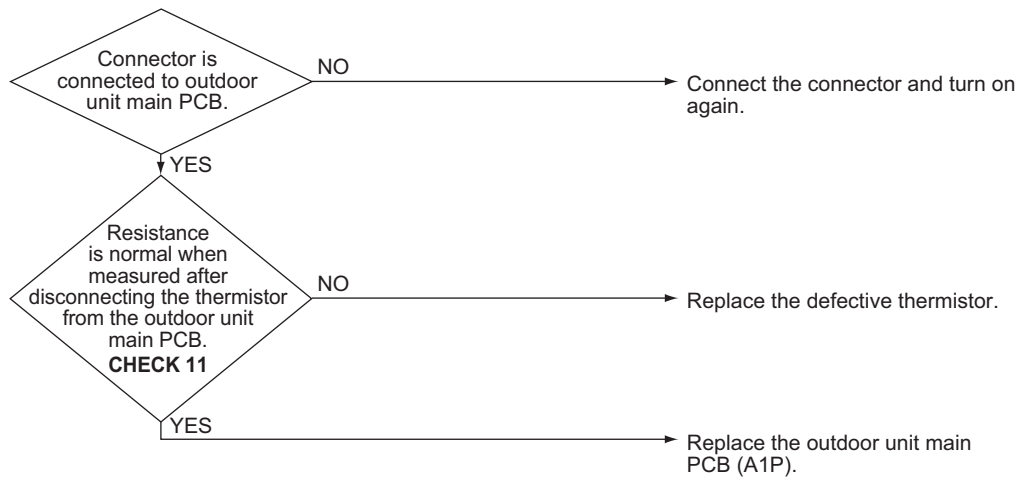 Connector is
connected to outdoor
unit main PCB.
NO
Connect the connector and turn on
again.
YES
Resistance
is normal when
measured after
disconnecting the thermistor
from the outdoor unit
main PCB.
CHECK 11
NO
Replace the defective thermistor.
YES
Replace the outdoor unit main
PCB (A1P).